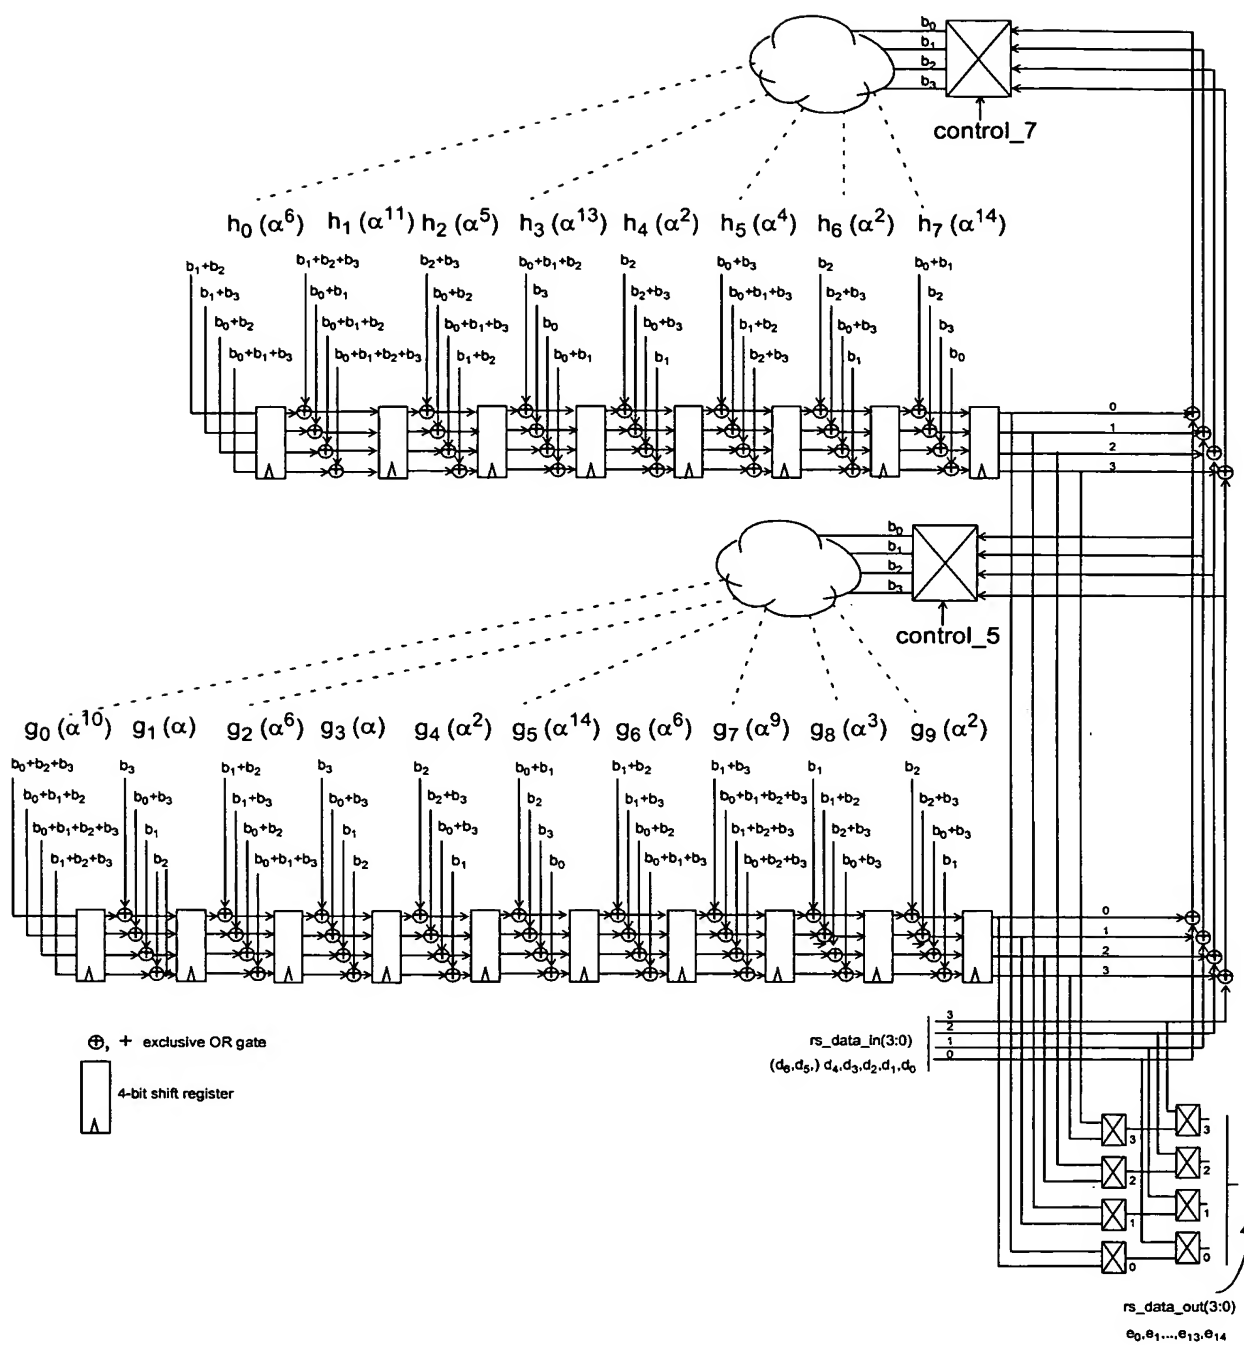 b₀
b₁
b₂
b₃
control_7
h₀ (α⁶) h₁ (α¹¹) h₂ (α⁵) h₃ (α¹³) h₄ (α²) h₅ (α⁴) h₆ (α²) h₇ (α¹⁴)
b₁+b₂ b₁+b₂+b₃ b₂+b₃ b₀+b₁+b₂ b₂ b₀+b₃ b₂ b₀+b₁
b₁+b₃ b₀+b₁ b₀+b₂ b₃ b₂+b₃ b₀+b₁+b₃ b₂+b₃ b₂
b₀+b₂ b₀+b₁+b₂ b₀+b₁+b₃ b₀ b₀+b₃ b₁+b₂ b₀+b₃ b₃
b₀+b₁+b₃ b₀+b₁+b₂+b₃ b₁+b₂ b₀+b₁ b₁ b₂+b₃ b₁ b₀
0
1
2
3
b₀
b₁
b₂
b₃
control_5
g₀ (α¹⁰) g₁ (α) g₂ (α⁶) g₃ (α) g₄ (α²) g₅ (α¹⁴) g₆ (α⁶) g₇ (α⁹) g₈ (α³) g₉ (α²)
b₀+b₂+b₃ b₃ b₁+b₂ b₃ b₂ b₀+b₁ b₁+b₂ b₁+b₃ b₁ b₂
b₀+b₁+b₂ b₀+b₃ b₁+b₃ b₀+b₃ b₂+b₃ b₂ b₁+b₃ b₀+b₁+b₂+b₃ b₁+b₂ b₂+b₃
b₀+b₁+b₂+b₃ b₁ b₀+b₂ b₁ b₀+b₃ b₃ b₀+b₂ b₁+b₂+b₃ b₂+b₃ b₀+b₃
b₁+b₂+b₃ b₂ b₀+b₁+b₃ b₂ b₁ b₀ b₀+b₁+b₃ b₀+b₂+b₃ b₀+b₃ b₁
0
1
2
3
3
2
1
0
rs_data_in(3:0)
(d₆,d₅,) d₄,d₃,d₂,d₁,d₀
⊕, + exclusive OR gate
4-bit shift register
3 3
2 2
1 1
0 0
rs_data_out(3:0)
e₀,e₁...,e₁₃,e₁₄